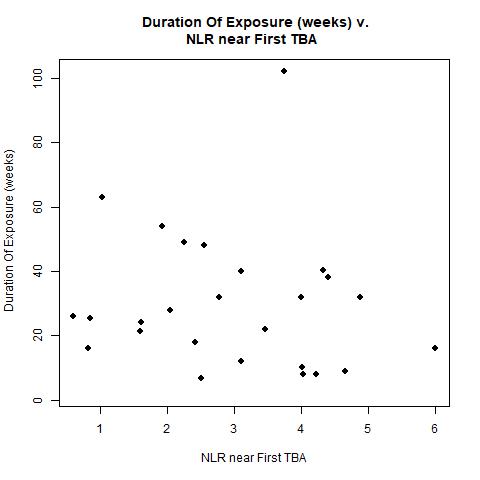 Duration Of Exposure (weeks) v.
NLR near First TBA
100
80
60
40
20
0
Duration Of Exposure (weeks)
1 2 3 4 5 6
NLR near First TBA